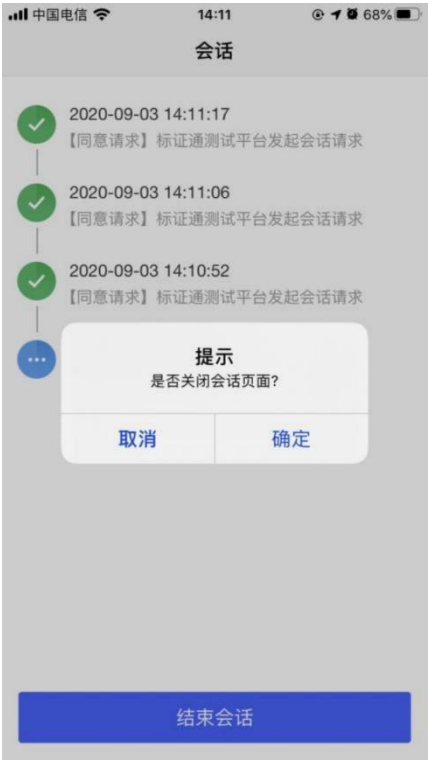 中国电信
14:11
68%
会话
2020-09-03 14:11:17
【同意请求】标证通测试平台发起会话请求
2020-09-03 14:11:06
【同意请求】标证通测试平台发起会话请求
2020-09-03 14:10:52
【同意请求】标证通测试平台发起会话请求
提示
是否关闭会话页面?
取消
确定
结束会话